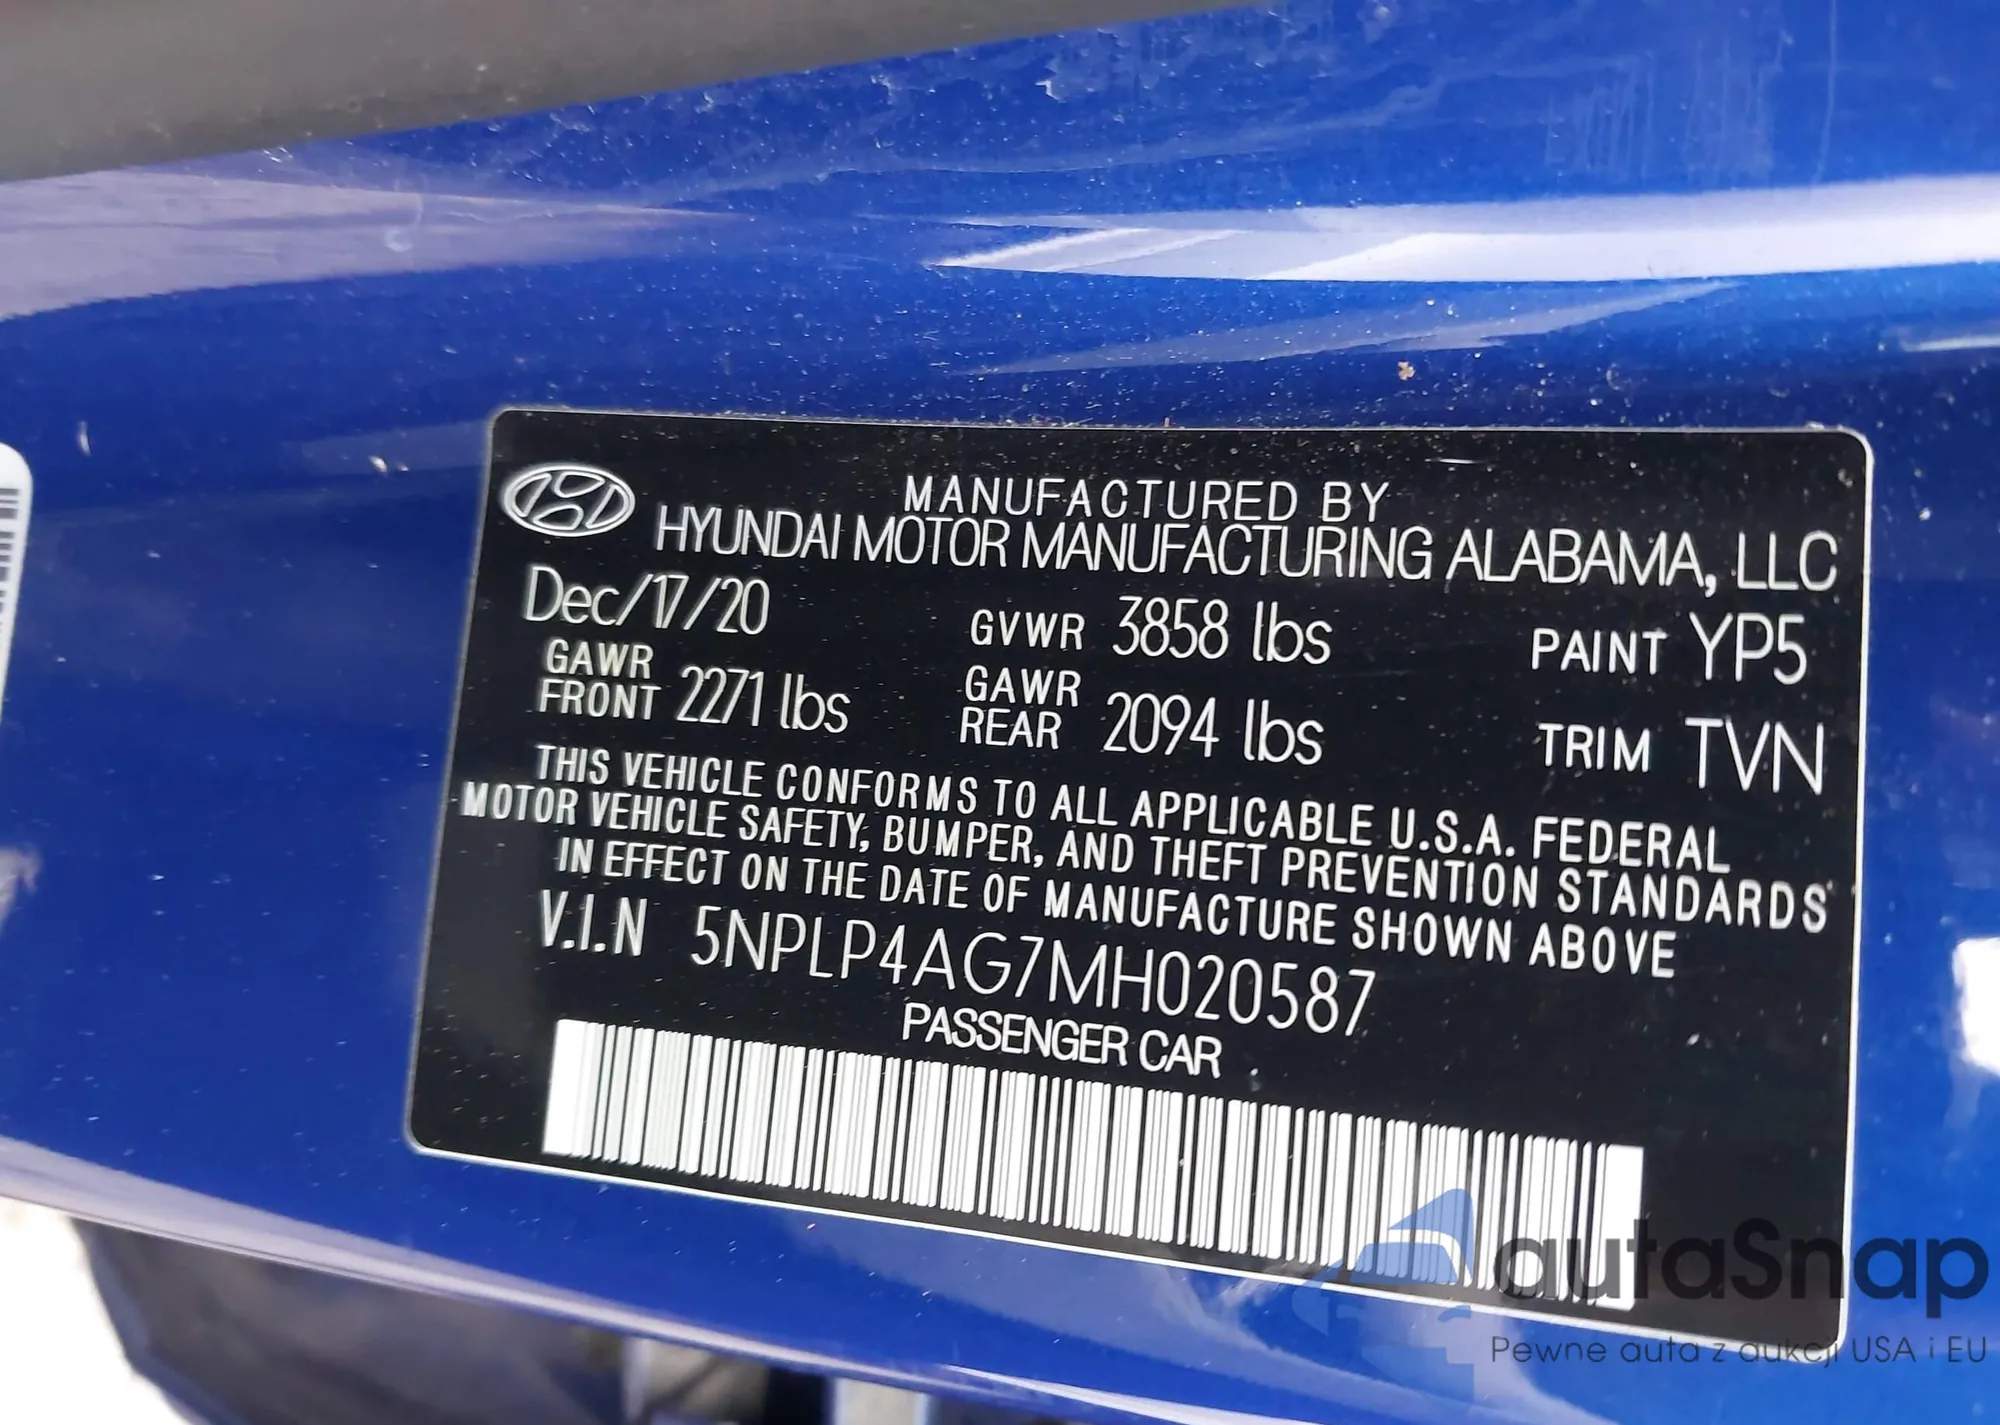 MANUFACTURED BY
HYUNDAI MOTOR MANUFACTURING ALABAMA, LLC
Dec/17/20 GVWR 3858 lbs PAINT YP5
GAWR FRONT 2271 lbs GAWR REAR 2094 lbs TRIM TVN
THIS VEHICLE CONFORMS TO ALL APPLICABLE U.S.A. FEDERAL
MOTOR VEHICLE SAFETY, BUMPER, AND THEFT PREVENTION STANDARDS
IN EFFECT ON THE DATE OF MANUFACTURE SHOWN ABOVE
V.I.N 5NPLP4AG7MH020587
PASSENGER CAR
autaSnap
Pewne auta z aukcji USA i EU